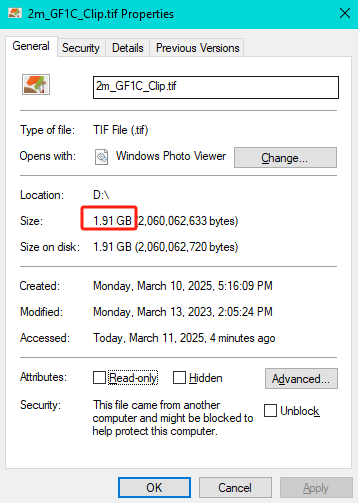 2m_GF1C_Clip.tif Properties
General Security Details Previous Versions
2m_GF1C_Clip.tif
Type of file: TIF File (.tif)
Opens with: Windows Photo Viewer Change...
Location: D:\
Size: 1.91 GB (2,060,062,633 bytes)
Size on disk: 1.91 GB (2,060,062,720 bytes)
Created: Monday, March 10, 2025, 5:16:09 PM
Modified: Monday, March 13, 2023, 2:05:24 PM
Accessed: Today, March 11, 2025, 4 minutes ago
Attributes: Read-only Hidden Advanced...
Security: This file came from another
computer and might be blocked to
help protect this computer.
Unblock
OK Cancel Apply